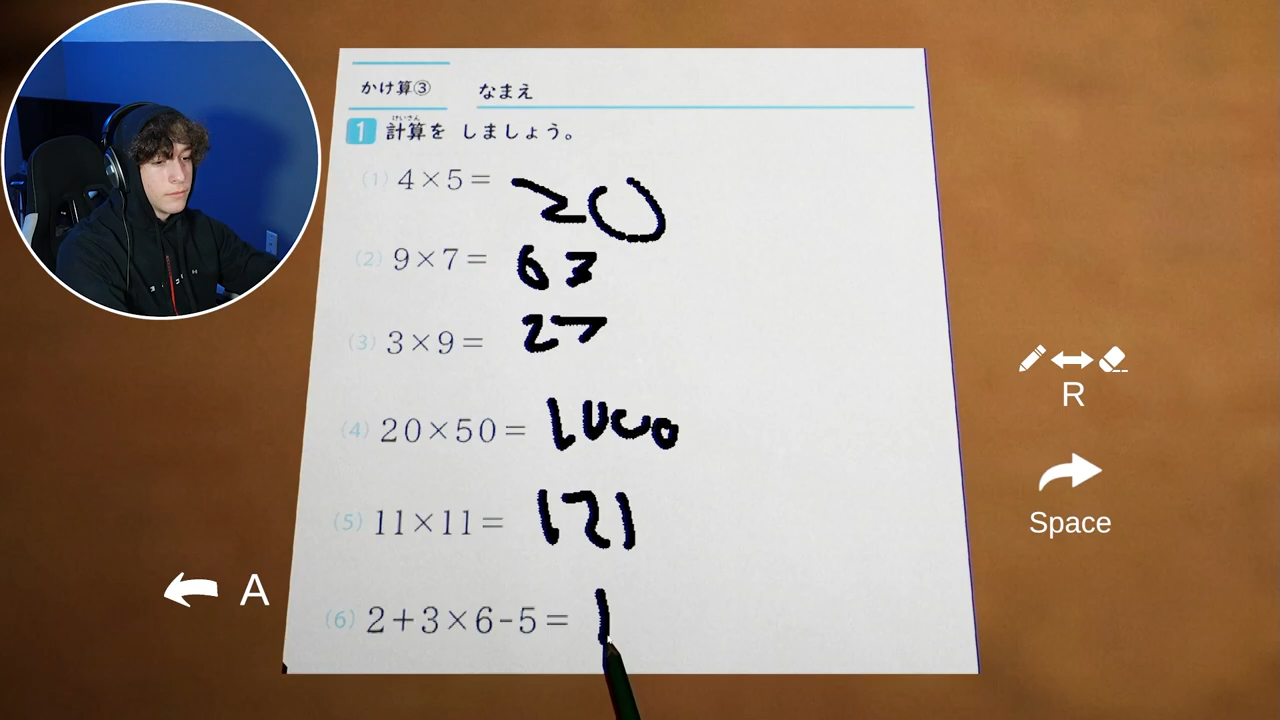 かけ算③ なまえ
1 計算を しましょう。
けいさん
(1) 4×5= 20
(2) 9×7= 63
(3) 3×9= 27
(4) 20×50= 1000
(5) 11×11= 121
(6) 2+3×6-5= 1
R
Space
A